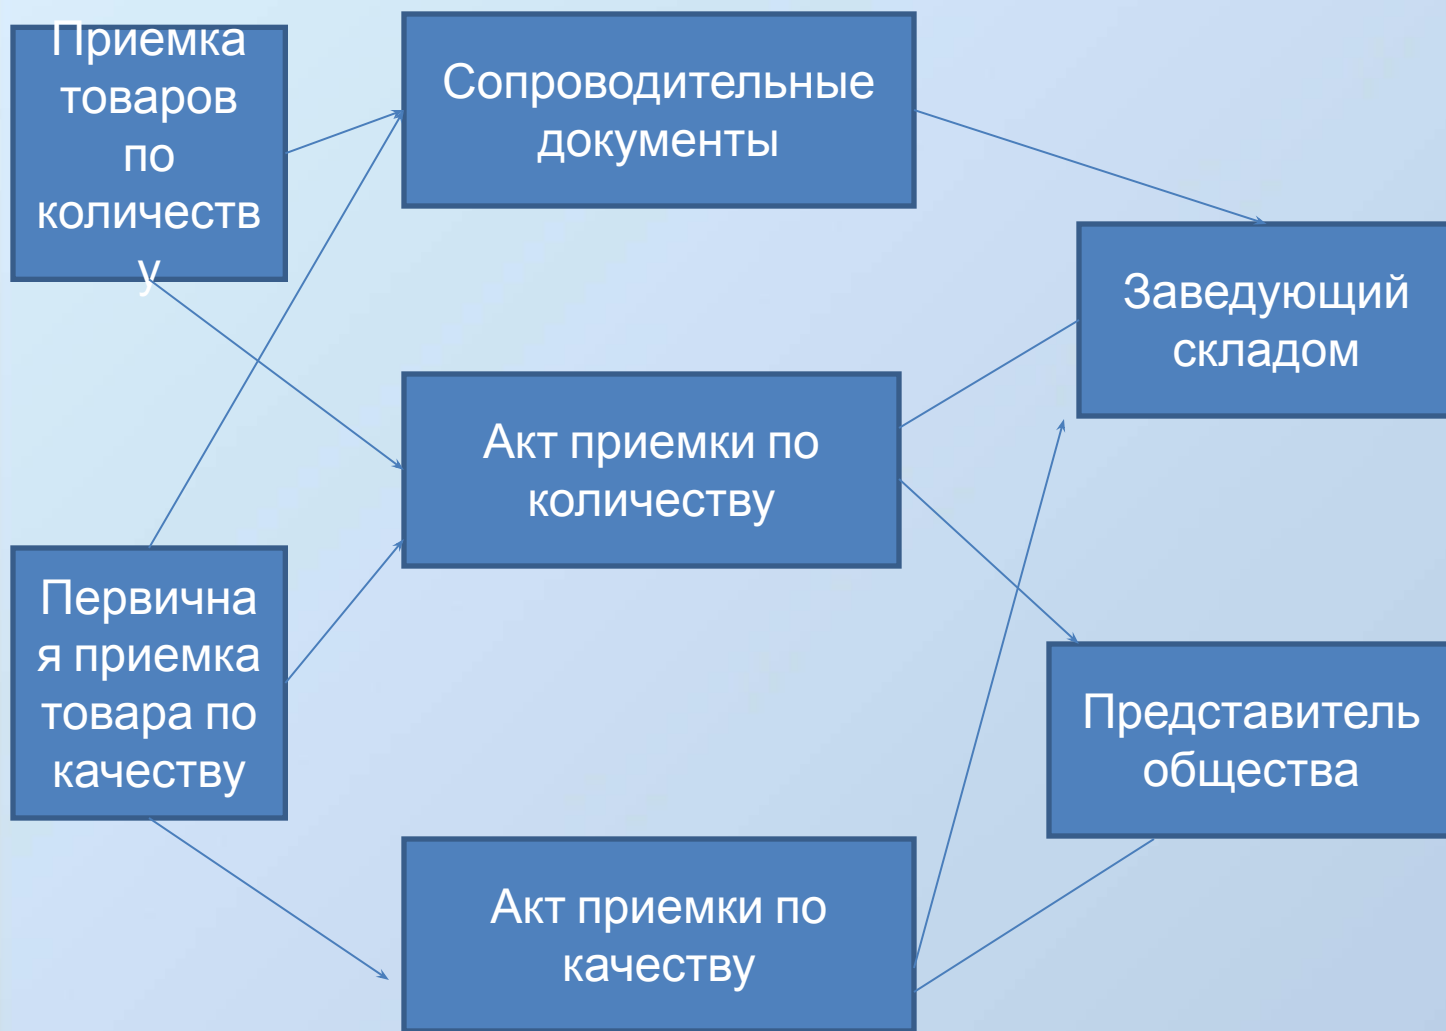 Приемка
товаров
по
количеств
у
Сопроводительные
документы
Заведующий
складом
Акт приемки по
количеству
Первична
я приемка
товара по
качеству
Представитель
общества
Акт приемки по
качеству